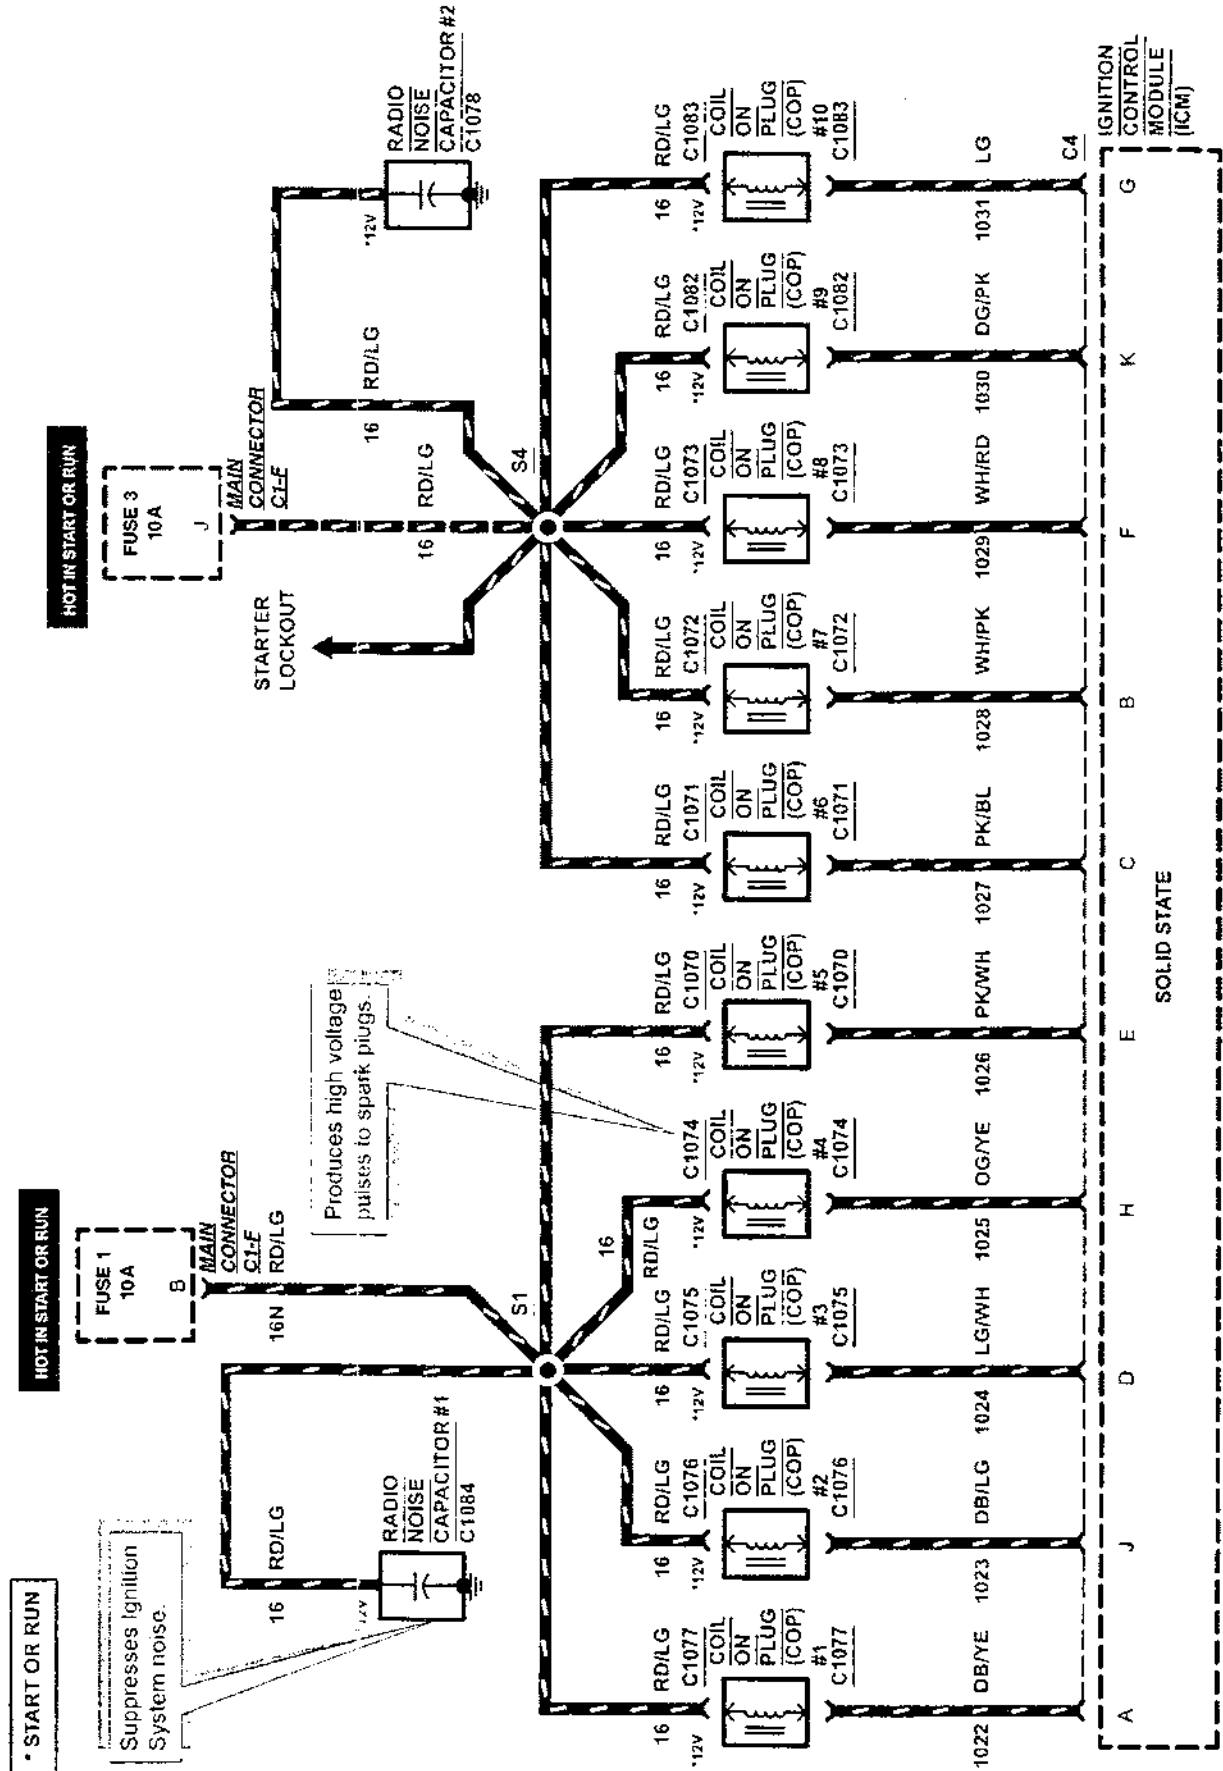 * START OR RUN
HOT IN START OR RUN
HOT IN START OR RUN
FUSE 1
10A
B
MAIN
CONNECTOR
C1-E
16N
RD/LG
FUSE 3
10A
J
MAIN
CONNECTOR
C1-E
16
RD/LG
Suppresses Ignition
System noise.
Produces high voltage
pulses to spark plugs.
STARTER
LOCKOUT
16
RD/LG
12V
RADIO
NOISE
CAPACITOR #1
C1084
16
RD/LG
*12V
RADIO
NOISE
CAPACITOR #2
C1078
S1
S4
16
RD/LG
*12V
C1077
COIL
ON
PLUG
(COP)
#1
C1077
1022
DB/YE
A
16
RD/LG
*12V
C1076
COIL
ON
PLUG
(COP)
#2
C1076
1023
DB/LG
J
16
RD/LG
*12V
C1075
COIL
ON
PLUG
(COP)
#3
C1075
1024
LG/WH
D
16
RD/LG
*12V
C1074
COIL
ON
PLUG
(COP)
#4
C1074
1025
OG/YE
H
16
RD/LG
*12V
C1070
COIL
ON
PLUG
(COP)
#5
C1070
1026
PK/WH
E
16
RD/LG
*12V
C1071
COIL
ON
PLUG
(COP)
#6
C1071
1027
PK/BL
C
16
RD/LG
*12V
C1072
COIL
ON
PLUG
(COP)
#7
C1072
1028
WH/PK
B
16
RD/LG
*12V
C1073
COIL
ON
PLUG
(COP)
#8
C1073
1029
WH/RD
F
16
RD/LG
*12V
C1082
COIL
ON
PLUG
(COP)
#9
C1082
1030
DG/PK
K
16
RD/LG
*12V
C1083
COIL
ON
PLUG
(COP)
#10
C1083
1031
LG
G
C4
SOLID STATE
IGNITION
CONTROL
MODULE
(ICM)